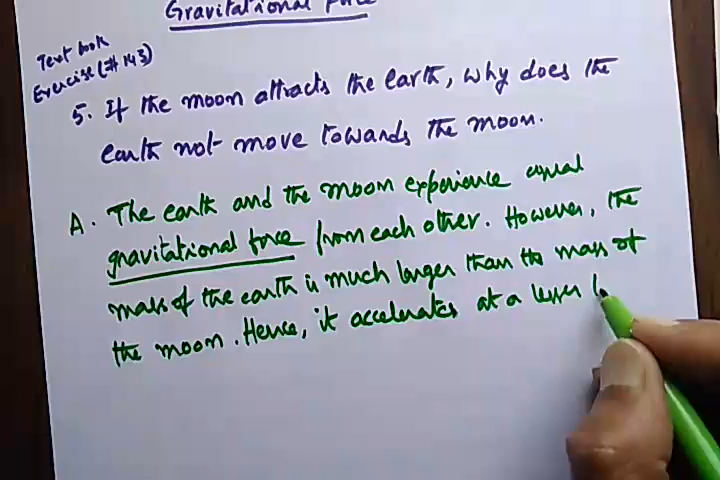 Gravitational Force
Text book
Exercise (# 143)
5. If the moon attracts the earth, why does the
earth not move towards the moon.
A. The earth and the moon experience equal
gravitational force from each other. However, the
mass of the earth is much larger than the mass of
the moon. Hence, it accelerates at a lesser